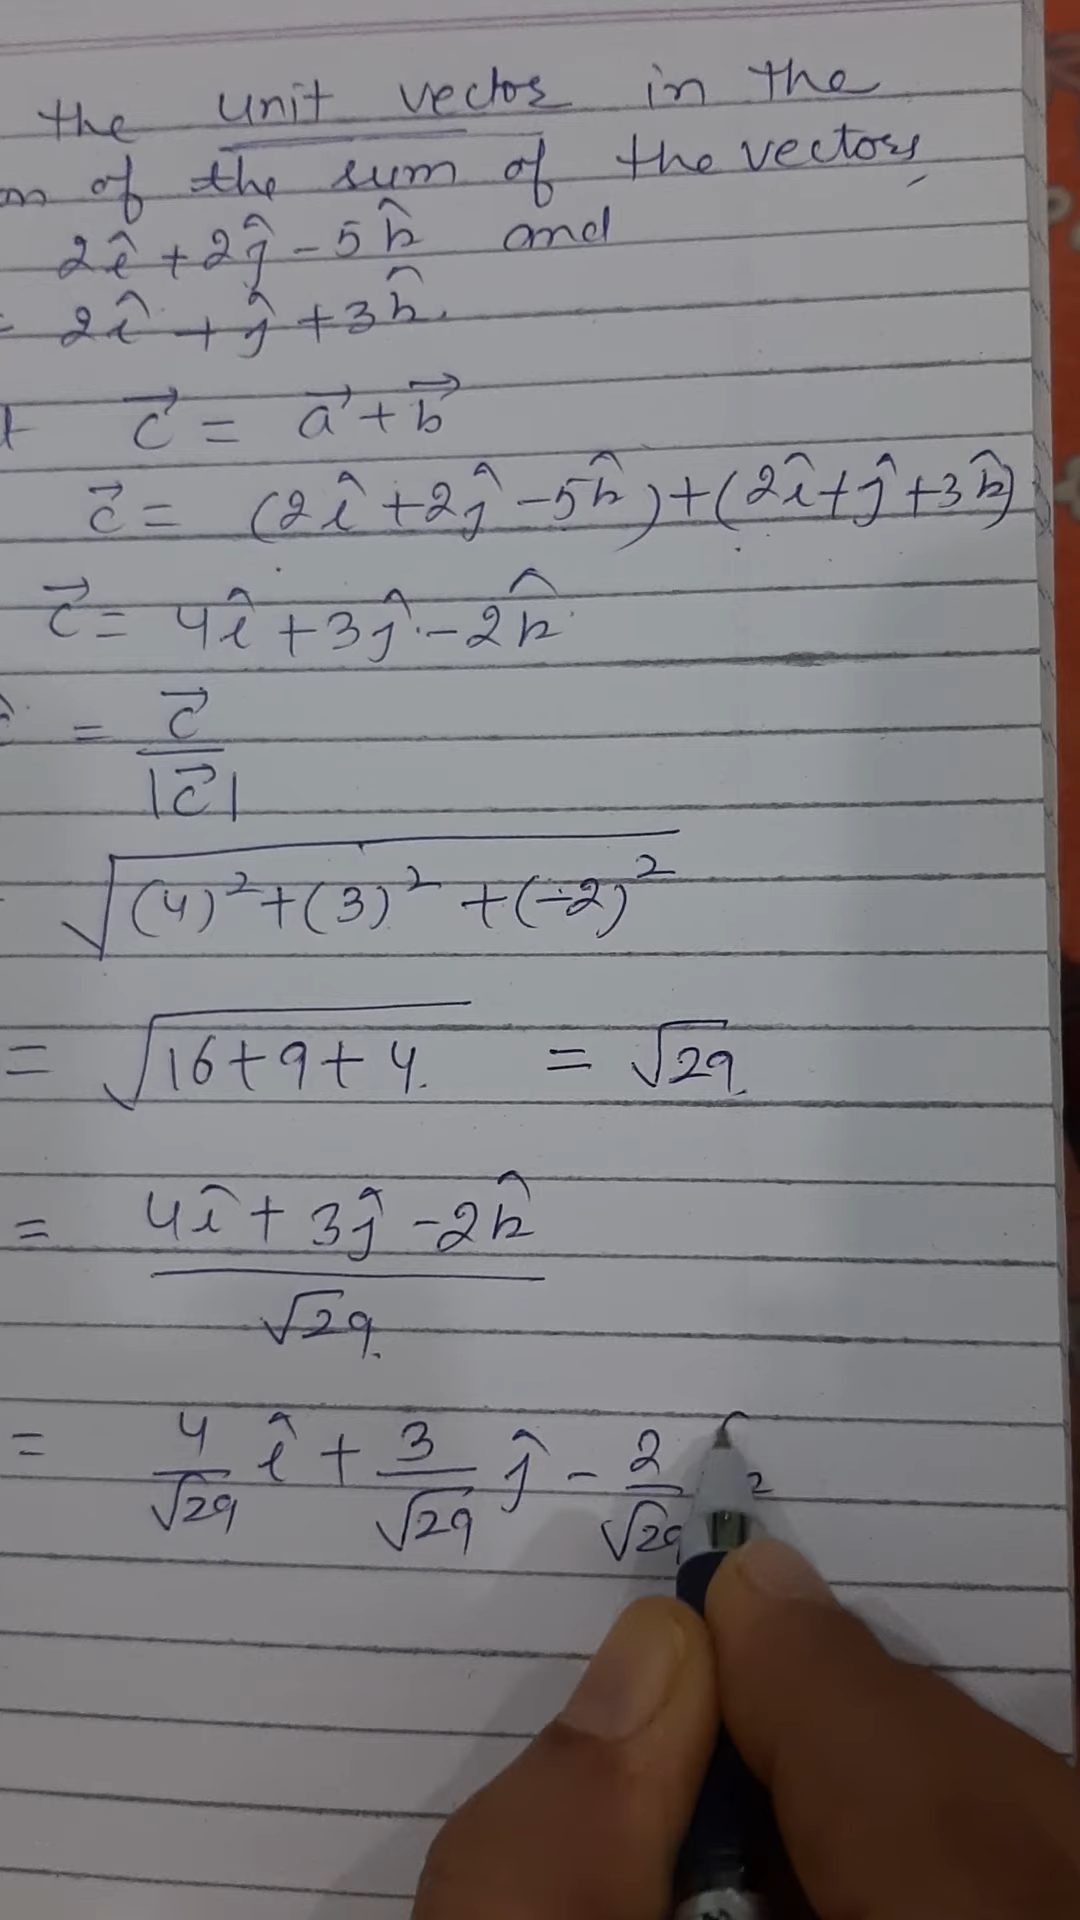 the unit vector in the
of the sum of the vectors,
2î + 2ĵ - 5k̂ and
= 2î + ĵ + 3k̂.
c⃗ = a⃗ + b⃗
c⃗ = (2î + 2ĵ - 5k̂) + (2î + ĵ + 3k̂)
c⃗ = 4î + 3ĵ - 2k̂
= c⃗ / |c⃗|
√((4)² + (3)² + (-2)²)
= √(16 + 9 + 4) = √29
= (4î + 3ĵ - 2k̂) / √29
= 4/√29 î + 3/√29 ĵ - 2/√29